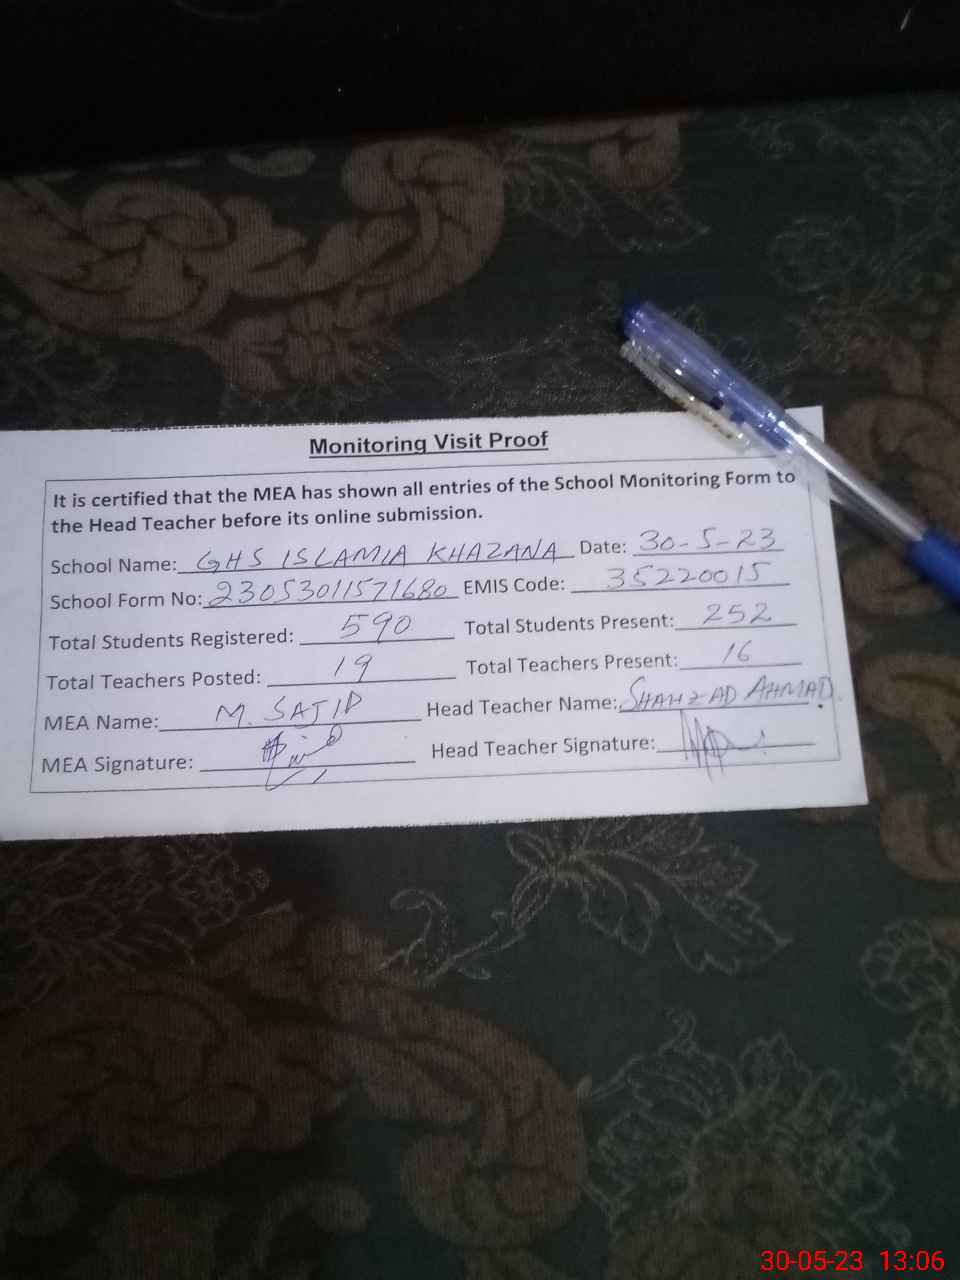 Monitoring Visit Proof
It is certified that the MEA has shown all entries of the School Monitoring Form to
the Head Teacher before its online submission.
School Name: GHS ISLAMIA KHAZANA Date: 30-5-23
School Form No: 23053011571680 EMIS Code: 35220015
Total Students Registered: 590 Total Students Present: 252
Total Teachers Posted: 19 Total Teachers Present: 16
MEA Name: M. SAJID Head Teacher Name: SHAHZAD AHMAD.
MEA Signature: Head Teacher Signature:
30-05-23 13:06